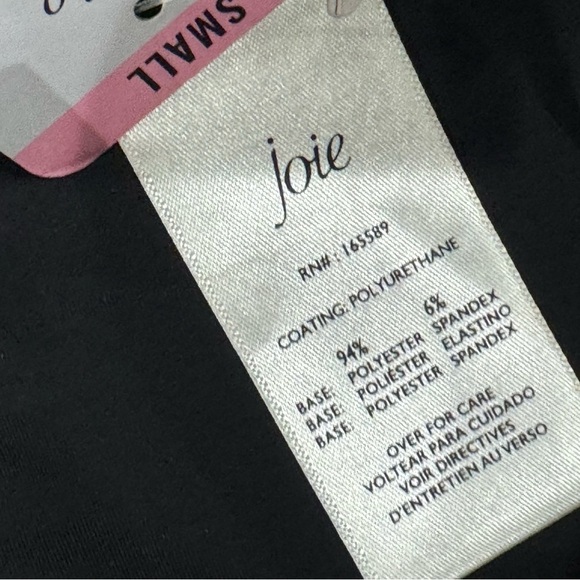 SMALL
joie
RN#: 165589
COATING: POLYURETHANE
94% 6%
BASE: POLYESTER SPANDEX
BASE: POLIÉSTER ELASTINO
BASE: POLYESTER SPANDEX
OVER FOR CARE
VOLTEAR PARA CUIDADO
VOIR DIRECTIVES
D'ENTRETIEN AU VERSO